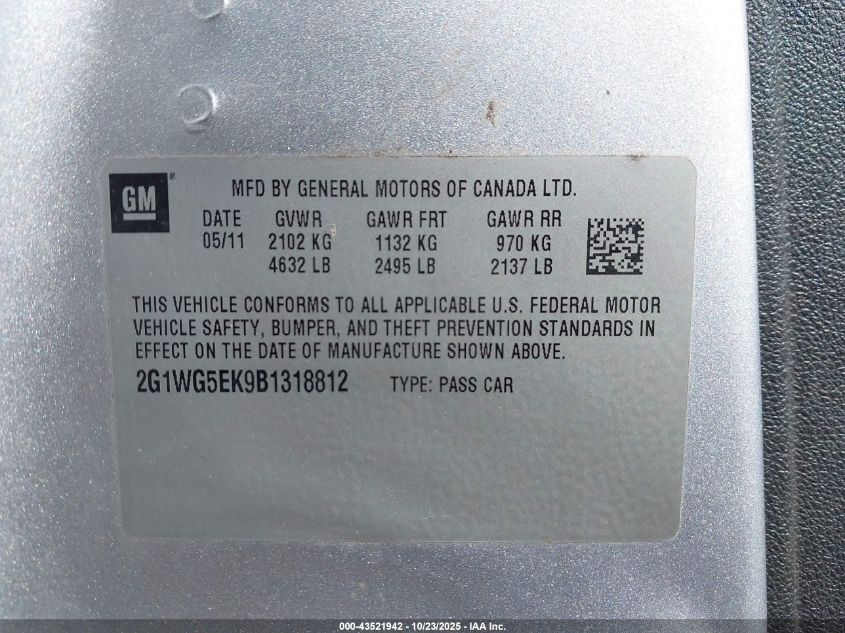 GM ®
MFD BY GENERAL MOTORS OF CANADA LTD.
DATE GVWR GAWR FRT GAWR RR
05/11 2102 KG 1132 KG 970 KG
4632 LB 2495 LB 2137 LB
THIS VEHICLE CONFORMS TO ALL APPLICABLE U.S. FEDERAL MOTOR
VEHICLE SAFETY, BUMPER, AND THEFT PREVENTION STANDARDS IN
EFFECT ON THE DATE OF MANUFACTURE SHOWN ABOVE.
2G1WG5EK9B1318812 TYPE: PASS CAR
000-43521942 - 10/23/2025 - IAA Inc.